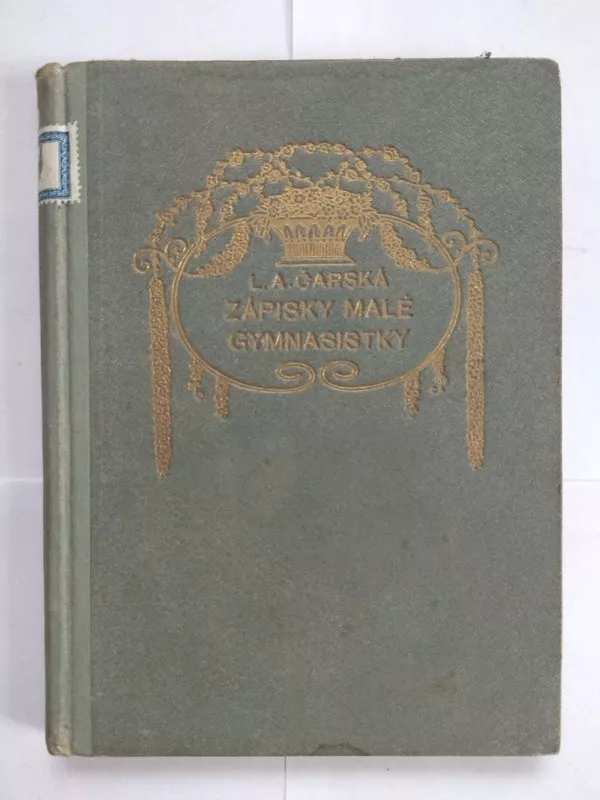 L. A. ČARSKÁ
ZÁPISKY MALÉ
GYMNASISTKY